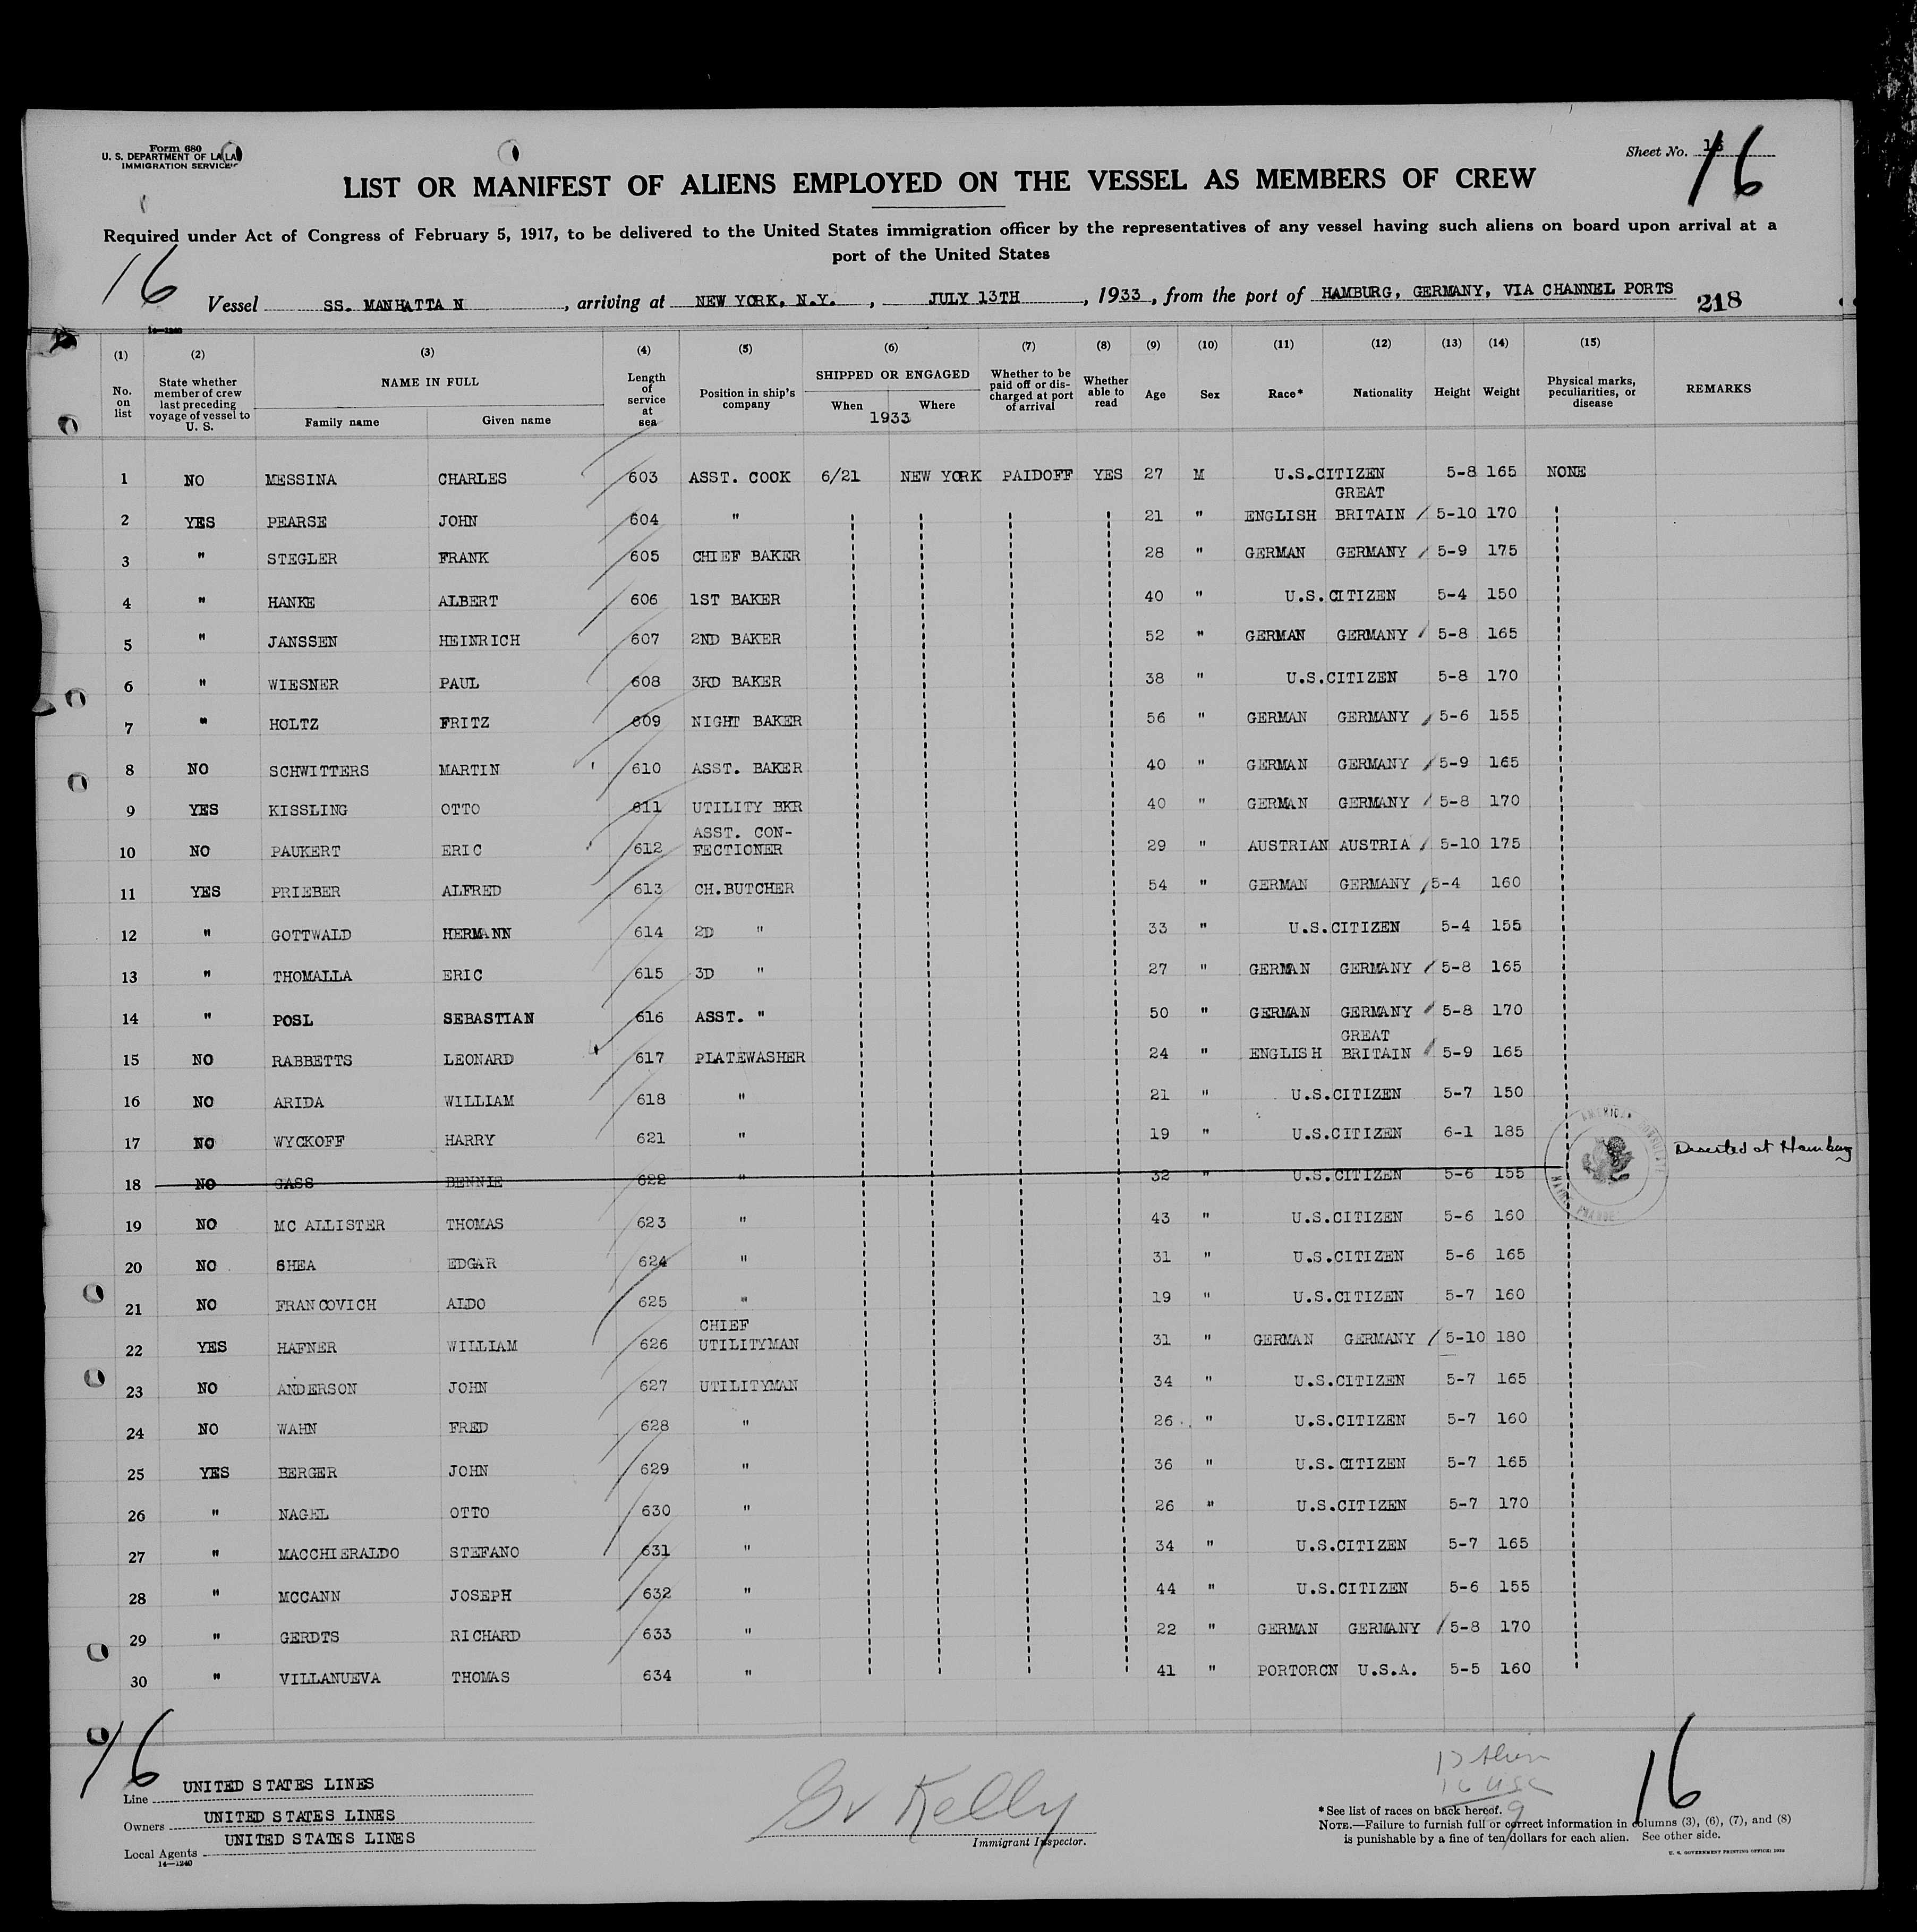 Form 680
U. S. DEPARTMENT OF LA
IMMIGRATION SERVICE
Sheet No. 16
16
LIST OR MANIFEST OF ALIENS EMPLOYED ON THE VESSEL AS MEMBERS OF CREW
Required under Act of Congress of February 5, 1917, to be delivered to the United States immigration officer by the representatives of any vessel having such aliens on board upon arrival at a
port of the United States
16
Vessel SS. MANHATTA N , arriving at NEW YORK, N.Y. , JULY 13TH , 1933 , from the port of HAMBURG, GERMANY, VIA CHANNEL PORTS 218
14—1240
(1) (2) (3) (4) (5) (6) (7) (8) (9) (10) (11) (12) (13) (14) (15)
No. on list State whether member of crew last preceding voyage of vessel to U. S. NAME IN FULL Family name Given name Length of service at sea Position in ship's company SHIPPED OR ENGAGED When Where 1933 Whether to be paid off or discharged at port of arrival Whether able to read Age Sex Race* Nationality Height Weight Physical marks, peculiarities, or disease REMARKS
1 NO MESSINA CHARLES 603 ASST. COOK 6/21 NEW YORK PAIDOFF YES 27 M U.S.CITIZEN 5-8 165 NONE
2 YES PEARSE JOHN 604 " 21 " ENGLISH GREAT BRITAIN 5-10 170
3 " STEGLER FRANK 605 CHIEF BAKER 28 " GERMAN GERMANY 5-9 175
4 " HANKE ALBERT 606 1ST BAKER 40 " U.S.CITIZEN 5-4 150
5 " JANSSEN HEINRICH 607 2ND BAKER 52 " GERMAN GERMANY 5-8 165
6 " WIESNER PAUL 608 3RD BAKER 38 " U.S.CITIZEN 5-8 170
7 " HOLTZ FRITZ 609 NIGHT BAKER 56 " GERMAN GERMANY 5-6 155
8 NO SCHWITTERS MARTIN 610 ASST. BAKER 40 " GERMAN GERMANY 5-9 165
9 YES KISSLING OTTO 611 UTILITY BKR 40 " GERMAN GERMANY 5-8 170
10 NO PAUKERT ERIC 612 ASST. CON- FECTIONER 29 " AUSTRIAN AUSTRIA 5-10 175
11 YES PRIEBER ALFRED 613 CH.BUTCHER 54 " GERMAN GERMANY 5-4 160
12 " GOTTWALD HERMANN 614 2D " 33 " U.S.CITIZEN 5-4 155
13 " THOMALLA ERIC 615 3D " 27 " GERMAN GERMANY 5-8 165
14 " POSL SEBASTIAN 616 ASST. " 50 " GERMAN GERMANY 5-8 170
15 NO RABBETTS LEONARD 617 PLATEWASHER 24 " ENGLISH GREAT BRITAIN 5-9 165
16 NO ARIDA WILLIAM 618 " 21 " U.S.CITIZEN 5-7 150
17 NO WYCKOFF HARRY 621 " 19 " U.S.CITIZEN 6-1 185
18 NO GASS BENNIE 622 " 32 " U.S.CITIZEN 5-6 155 Deserted at Hamburg
19 NO MC ALLISTER THOMAS 623 " 43 " U.S.CITIZEN 5-6 160
20 NO SHEA EDGAR 624 " 31 " U.S.CITIZEN 5-6 165
21 NO FRANCOVICH ALDO 625 " 19 " U.S.CITIZEN 5-7 160
22 YES HAFNER WILLIAM 626 CHIEF UTILITYMAN 31 " GERMAN GERMANY 5-10 180
23 NO ANDERSON JOHN 627 UTILITYMAN 34 " U.S.CITIZEN 5-7 165
24 NO WAHN FRED 628 " 26 " U.S.CITIZEN 5-7 160
25 YES BERGER JOHN 629 " 36 " U.S.CITIZEN 5-7 165
26 " NAGEL OTTO 630 " 26 " U.S.CITIZEN 5-7 170
27 " MACCHIERALDO STEFANO 631 " 34 " U.S.CITIZEN 5-7 165
28 " MCCANN JOSEPH 632 " 44 " U.S.CITIZEN 5-6 155
29 " GERDTS RICHARD 633 " 22 " GERMAN GERMANY 5-8 170
30 " VILLANUEVA THOMAS 634 " 41 " PORTORCN U.S.A. 5-5 160
16
16
Line UNITED STATES LINES
Owners UNITED STATES LINES
Local Agents UNITED STATES LINES
14—1240
Kelly
Immigrant Inspector.
*See list of races on back hereof.
NOTE.—Failure to furnish full or correct information in columns (3), (6), (7), and (8)
is punishable by a fine of ten dollars for each alien. See other side.
U. S. GOVERNMENT PRINTING OFFICE: 1932